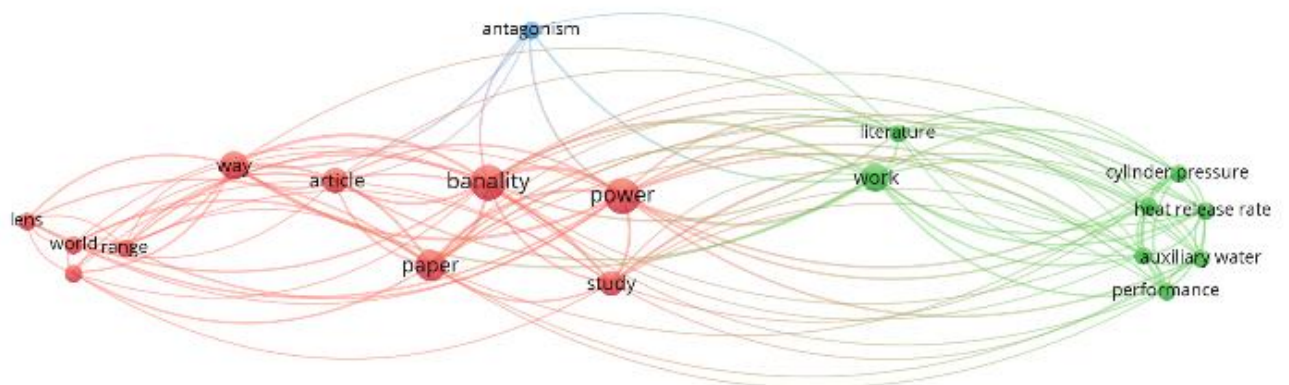 antagonism
literature
way
article
banality
power
work
cylinder pressure
lens
heat release rate
world
range
paper
study
auxiliary water
performance